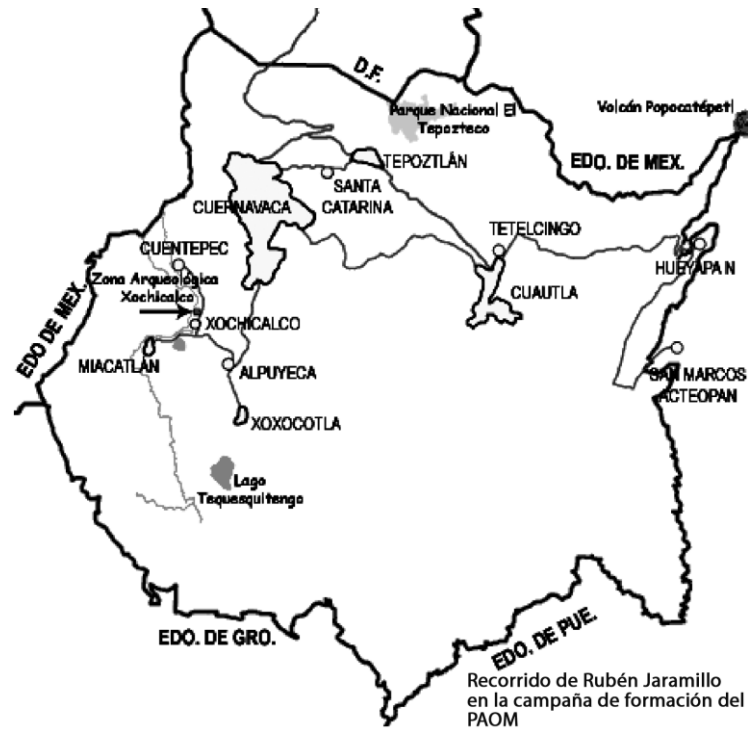 D.F.
Parque Nacional El
Tepozteco
Volcán Popocatépetl
EDO. DE MEX.
TEPOZTLÁN
SANTA
CATARINA
CUERNAVACA
TETELCINGO
CUENTEPEC
HUEYAPAN
Zona Arqueológica
Xochicalco
CUAUTLA
EDO DE MEX.
XOCHICALCO
MIACATLÁN
ALPUYECA
SAN MARCOS
ACTEOPAN
XOXOCOTLA
Lago
Tequesquitengo
EDO. DE GRO.
EDO. DE PUE.
Recorrido de Rubén Jaramillo
en la campaña de formación del
PAOM